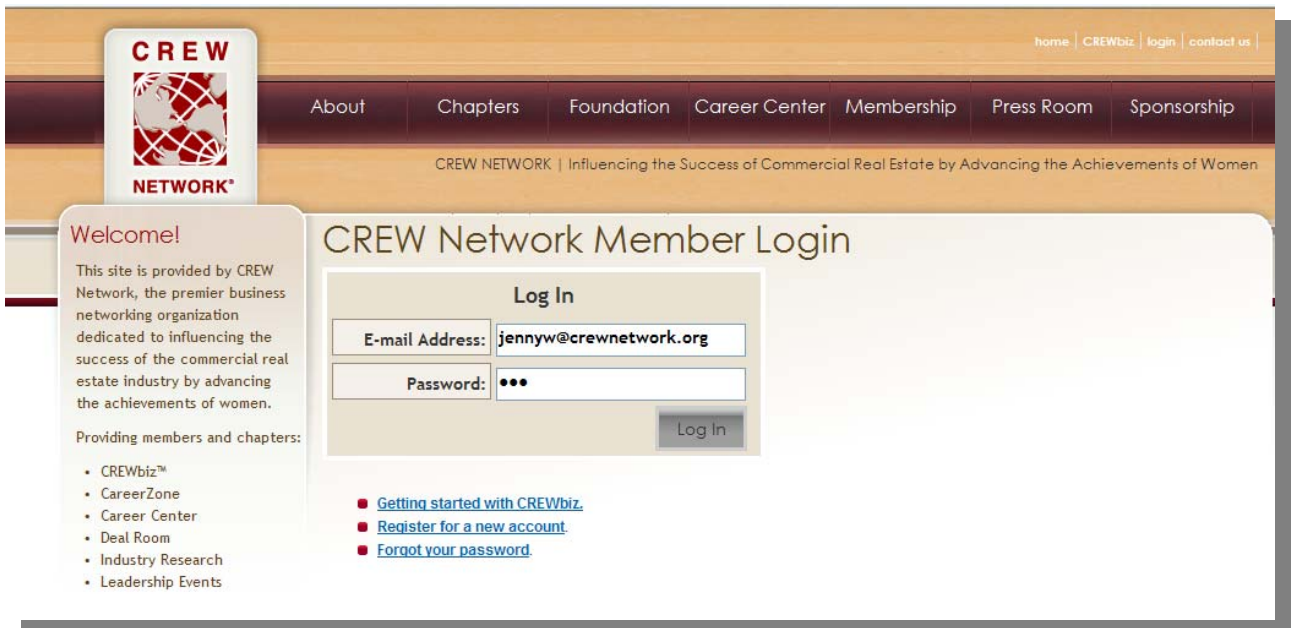 CREW
NETWORK®
home | CREWbiz | login | contact us |
About Chapters Foundation Career Center Membership Press Room Sponsorship
CREW NETWORK | Influencing the Success of Commercial Real Estate by Advancing the Achievements of Women
Welcome!
This site is provided by CREW
Network, the premier business
networking organization
dedicated to influencing the
success of the commercial real
estate industry by advancing
the achievements of women.
Providing members and chapters:
• CREWbiz™
• CareerZone
• Career Center
• Deal Room
• Industry Research
• Leadership Events
CREW Network Member Login
Log In
E-mail Address: jennyw@crewnetwork.org
Password: •••
Log In
Getting started with CREWbiz.
Register for a new account.
Forgot your password.